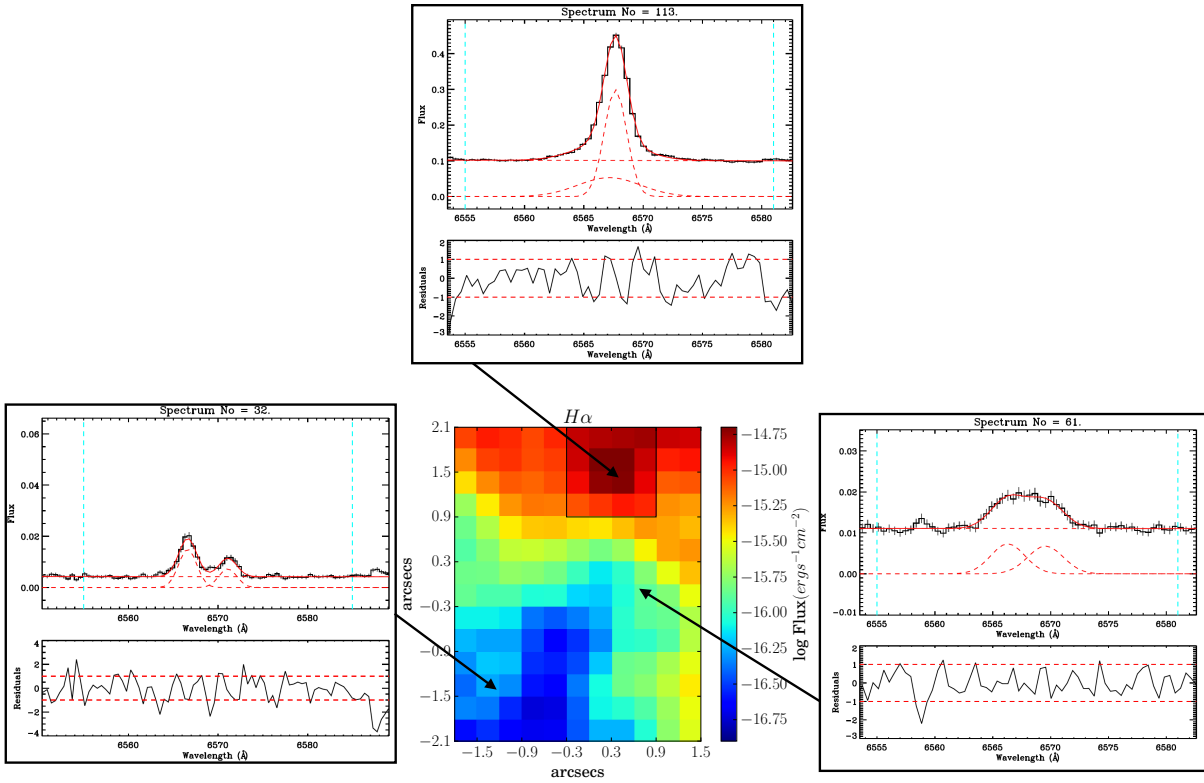 Spectrum No = 113.
Flux
0.4
0.3
0.2
0.1
0.0
6555 6560 6565 6570 6575 6580
Wavelength (Å)
Residuals
2
1
0
−1
−2
−3
6555 6560 6565 6570 6575 6580
Wavelength (Å)
Spectrum No = 32.
Flux
0.06
0.04
0.02
0.00
6560 6570 6580
Wavelength (Å)
Residuals
4
2
0
−2
−4
6560 6570 6580
Wavelength (Å)
Hα
arcsecs
2.1
1.5
0.9
0.3
−0.3
−0.9
−1.5
−2.1
−1.5 −0.9 −0.3 0.3 0.9 1.5
arcsecs
−14.75
−15.00
−15.25
−15.50
−15.75
−16.00
−16.25
−16.50
−16.75
log Flux(ergs⁻¹cm⁻²)
Spectrum No = 61.
Flux
0.03
0.02
0.01
0.00
−0.01
6555 6560 6565 6570 6575 6580
Wavelength (Å)
Residuals
2
1
0
−1
−2
−3
6555 6560 6565 6570 6575 6580
Wavelength (Å)